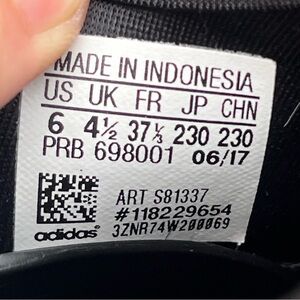 MADE IN INDONESIA
US UK FR JP CHN
6 4½ 37⅓ 230 230
PRB 698001 06/17
ART S81337
#118229654
adidas 3ZNR74W200069